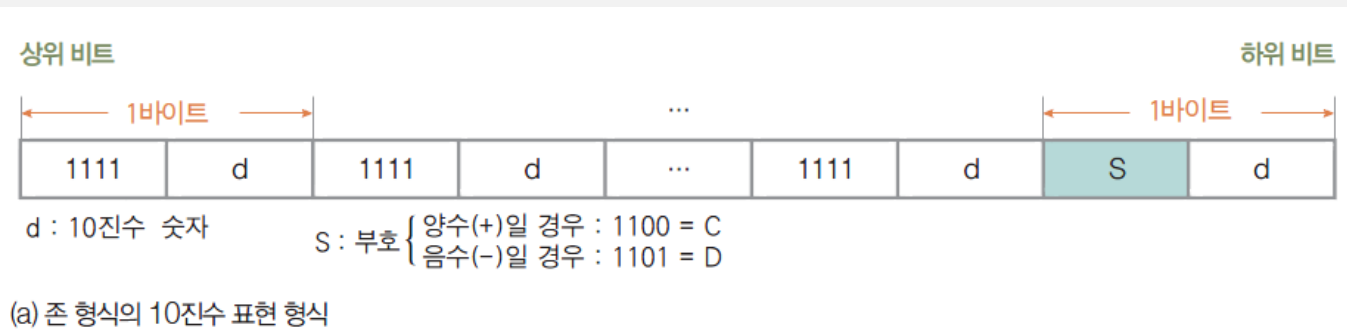 상위 비트 하위 비트
1바이트 … 1바이트
1111 d 1111 d … 1111 d S d
d : 10진수 숫자
S : 부호 { 양수(+)일 경우 : 1100 = C
음수(-)일 경우 : 1101 = D
(a) 존 형식의 10진수 표현 형식